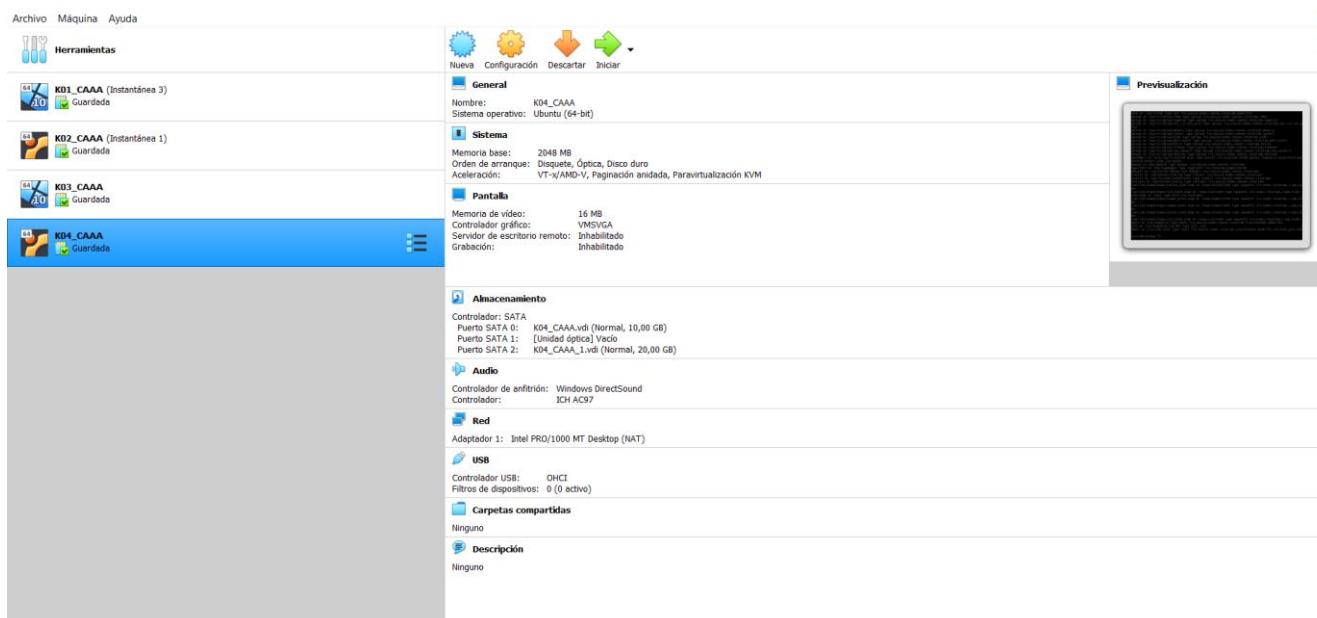 Archivo Máquina Ayuda
Herramientas
Nueva Configuración Descartar Iniciar
64
10
K01_CAAA (Instantánea 3)
Guardada
64
K02_CAAA (Instantánea 1)
Guardada
64
10
K03_CAAA
Guardada
64
K04_CAAA
Guardada
General
Nombre: K04_CAAA
Sistema operativo: Ubuntu (64-bit)
Sistema
Memoria base: 2048 MB
Orden de arranque: Disquete, Óptica, Disco duro
Aceleración: VT-x/AMD-V, Paginación anidada, Paravirtualización KVM
Pantalla
Memoria de vídeo: 16 MB
Controlador gráfico: VMSVGA
Servidor de escritorio remoto: Inhabilitado
Grabación: Inhabilitado
Previsualización
Almacenamiento
Controlador: SATA
Puerto SATA 0: K04_CAAA.vdi (Normal, 10,00 GB)
Puerto SATA 1: [Unidad óptica] Vacío
Puerto SATA 2: K04_CAAA_1.vdi (Normal, 20,00 GB)
Audio
Controlador de anfitrión: Windows DirectSound
Controlador: ICH AC97
Red
Adaptador 1: Intel PRO/1000 MT Desktop (NAT)
USB
Controlador USB: OHCI
Filtros de dispositivos: 0 (0 activo)
Carpetas compartidas
Ninguno
Descripción
Ninguno